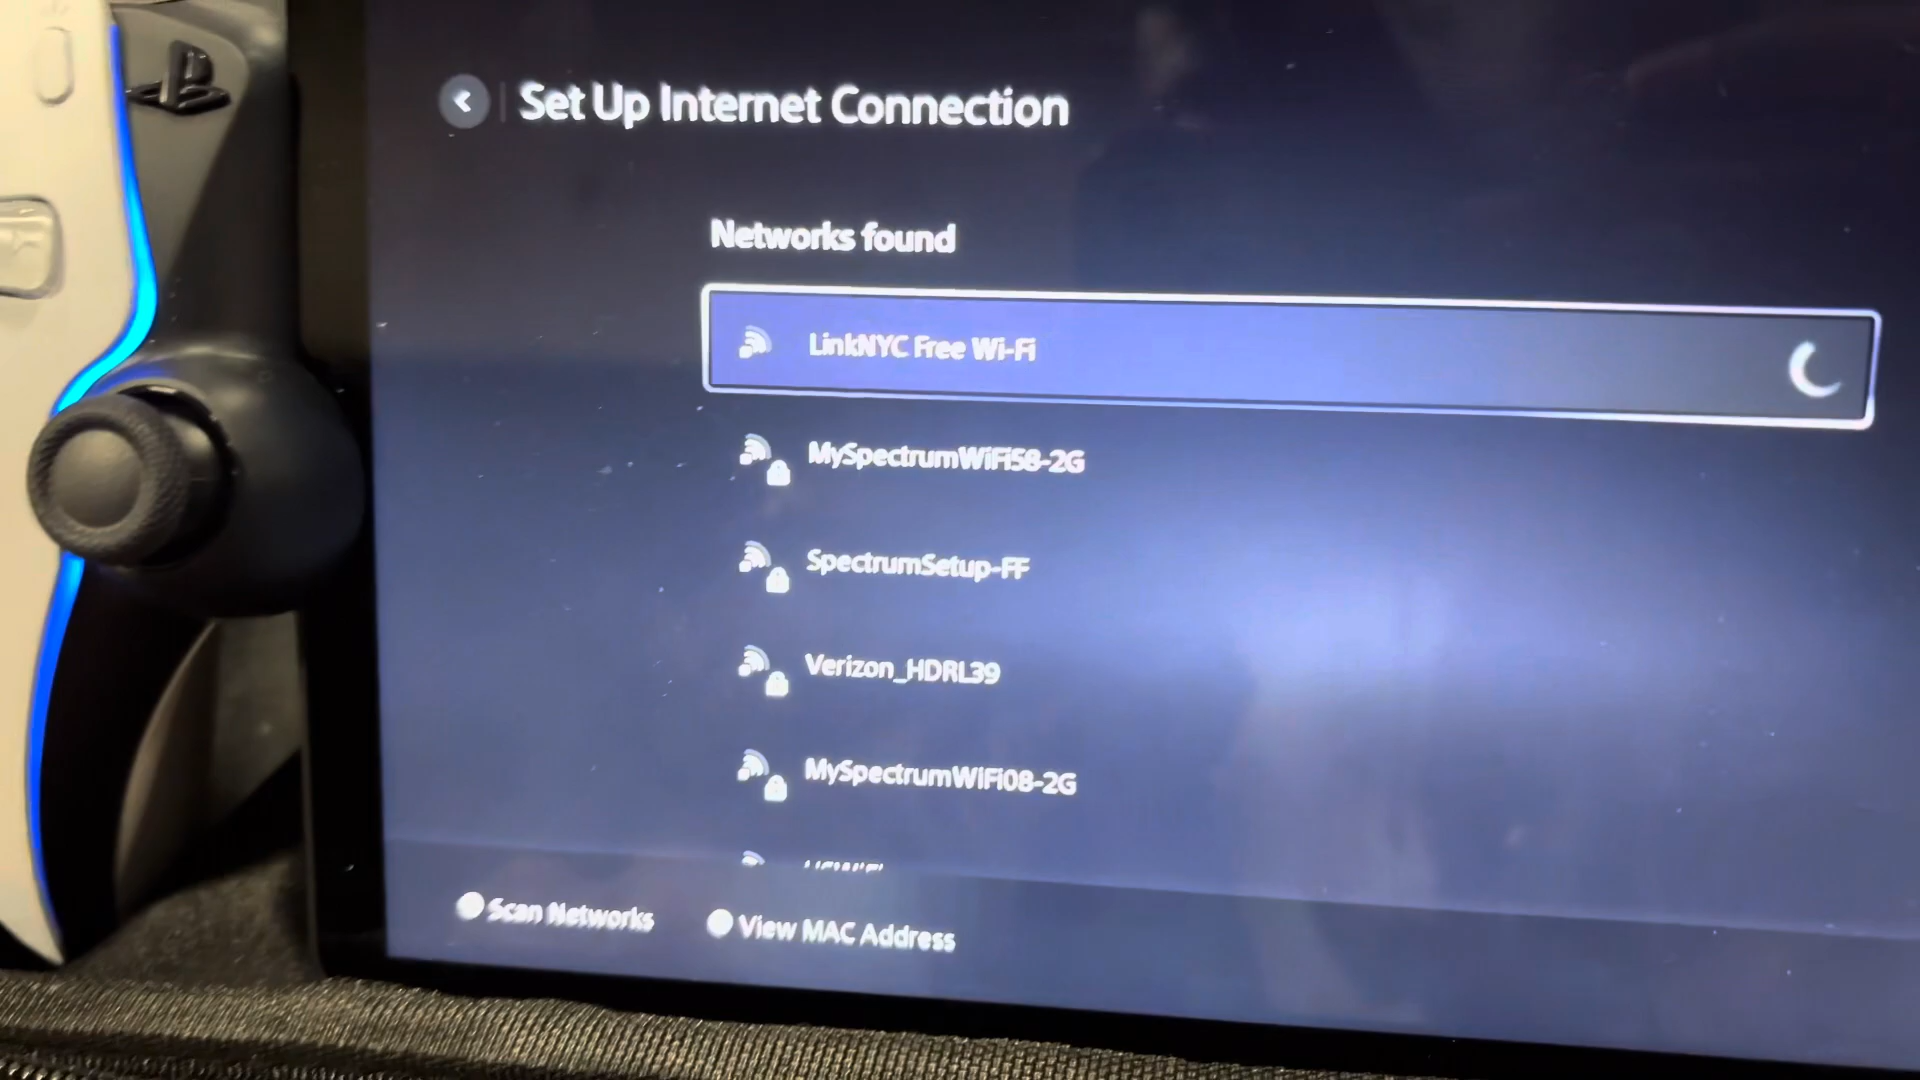 Set Up Internet Connection
Networks found
LinkNYC Free Wi-Fi
MySpectrumWiFi58-2G
SpectrumSetup-FF
Verizon_HDRL39
MySpectrumWiFi08-2G
Scan Networks
View MAC Address